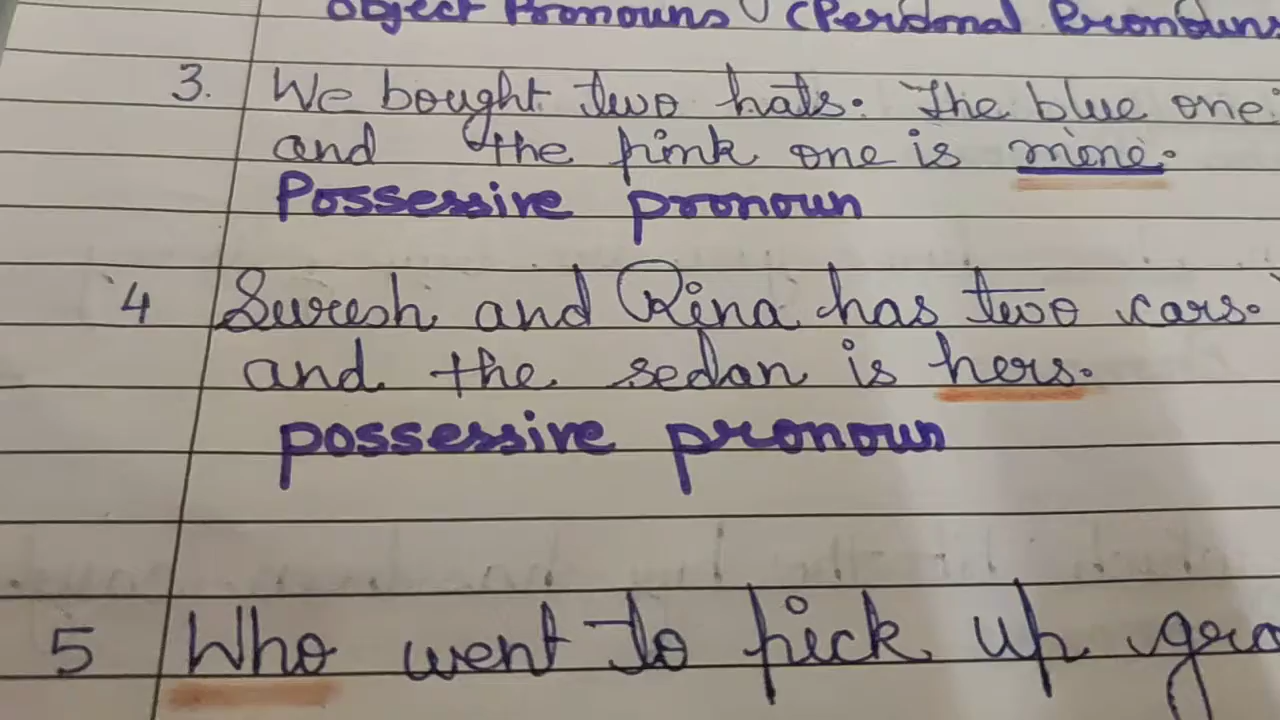 Object Pronouns (Personal Pronouns
3. We bought two hats. The blue one
and the pink one is mine.
Possessive pronoun
4 Suresh and Rina has two cars.
and the sedan is hers.
possessive pronoun
5 Who went to pick up gro